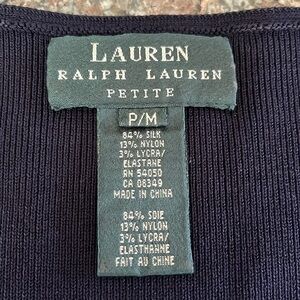 LAUREN
RALPH LAUREN
PETITE
P/M
84% SILK
13% NYLON
3% LYCRA/
ELASTANE
RN 54050
CA 06349
MADE IN CHINA
84% SOIE
13% NYLON
3% LYCRA/
ELASTHANNE
FAIT AU CHINE